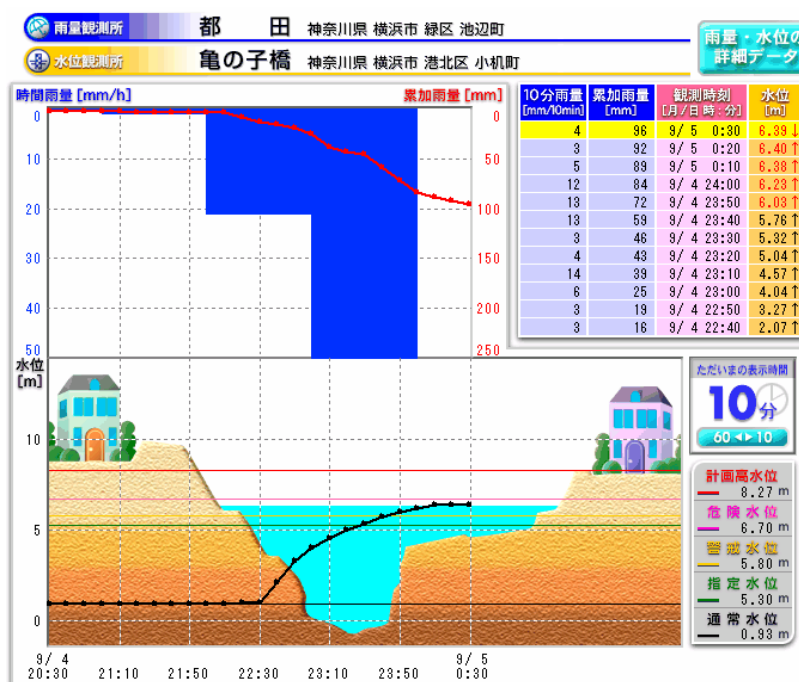 雨量観測所 都 田 神奈川県 横浜市 緑区 池辺町
水位観測所 亀の子橋 神奈川県 横浜市 港北区 小机町
雨量・水位の
詳細データ
時間雨量 [mm/h] 累加雨量 [mm]
0 0
10 50
20 100
30 150
40 200
50 250
10分雨量 累加雨量 観測時刻 水位
[mm/10min] [mm] [月/日 時:分] [m]
4 96 9/ 5 0:30 6.39↓
3 92 9/ 5 0:20 6.40↑
5 89 9/ 5 0:10 6.38↑
12 84 9/ 4 24:00 6.23↑
13 72 9/ 4 23:50 6.03↑
13 59 9/ 4 23:40 5.76↑
3 46 9/ 4 23:30 5.32↑
4 43 9/ 4 23:20 5.04↑
14 39 9/ 4 23:10 4.57↑
6 25 9/ 4 23:00 4.04↑
3 19 9/ 4 22:50 3.27↑
3 16 9/ 4 22:40 2.07↑
水位
[m]
10
5
0
9/ 4 9/ 5
20:30 21:10 21:50 22:30 23:10 23:50 0:30
ただいまの表示時間
10分
60◀▶10
計画高水位
8.27 m
危険水位
6.70 m
警戒水位
5.80 m
指定水位
5.30 m
通常水位
0.93 m